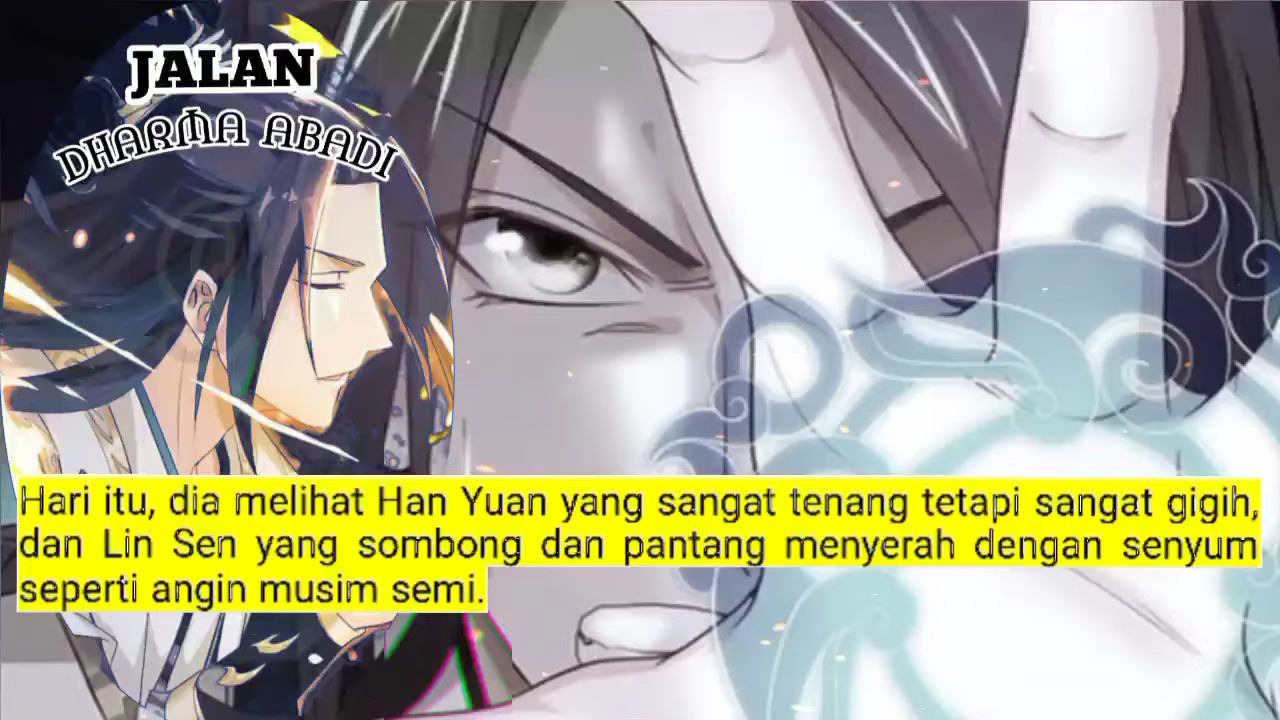 JALAN
DHARMA ABADI
Hari itu, dia melihat Han Yuan yang sangat tenang tetapi sangat gigih,
dan Lin Sen yang sombong dan pantang menyerah dengan senyum
seperti angin musim semi.